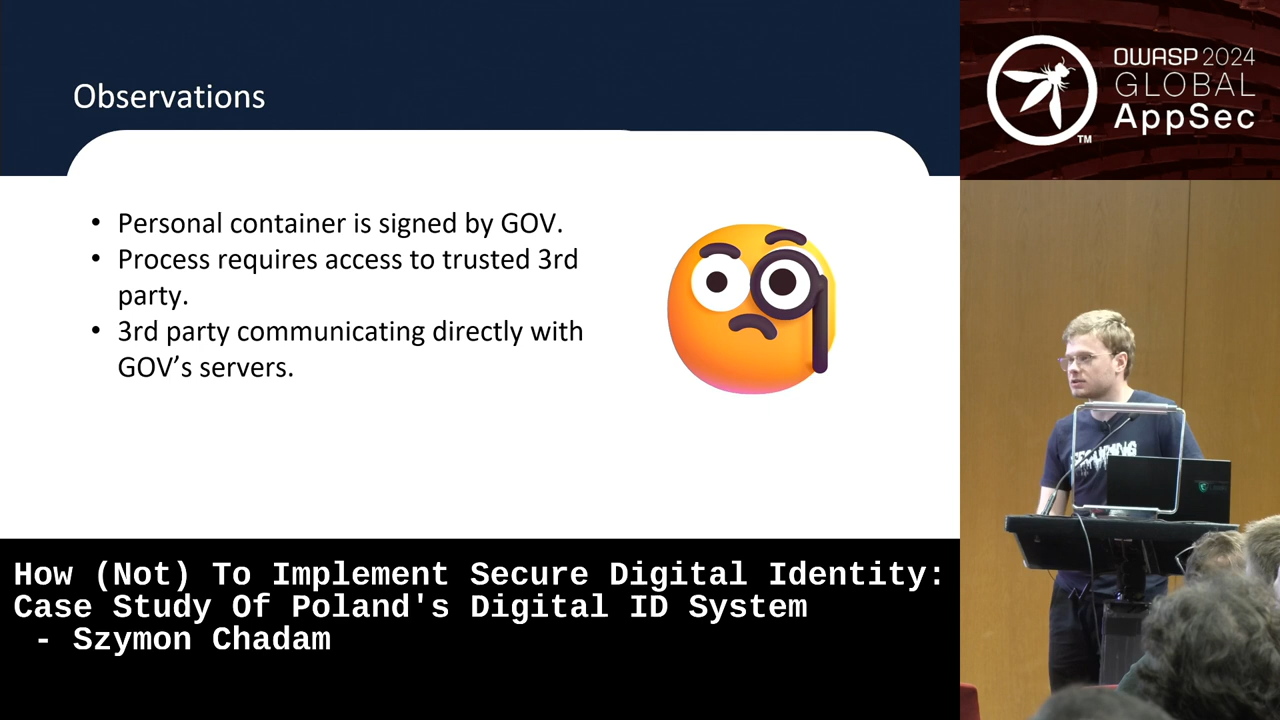 Observations
• Personal container is signed by GOV.
• Process requires access to trusted 3rd
party.
• 3rd party communicating directly with
GOV’s servers.
OWASP 2024
GLOBAL
AppSec
TM
How (Not) To Implement Secure Digital Identity:
Case Study Of Poland's Digital ID System
- Szymon Chadam